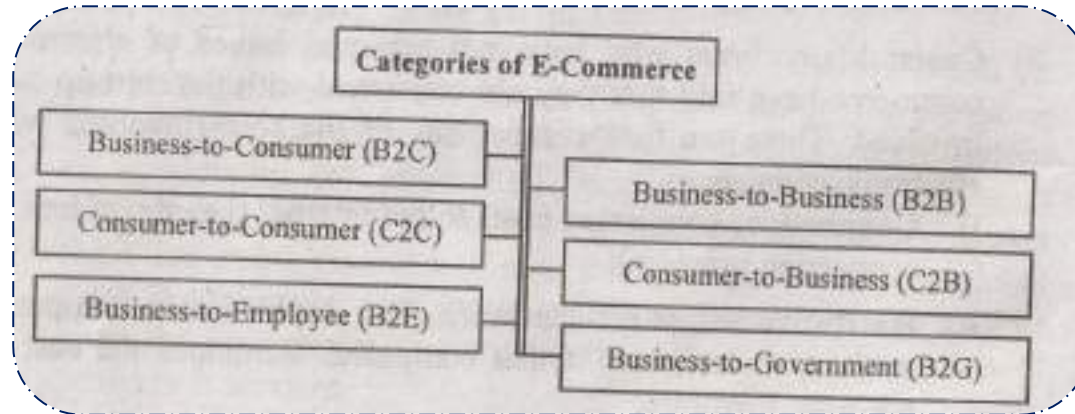 Categories of E-Commerce
Business-to-Consumer (B2C)
Business-to-Business (B2B)
Consumer-to-Consumer (C2C)
Consumer-to-Business (C2B)
Business-to-Employee (B2E)
Business-to-Government (B2G)